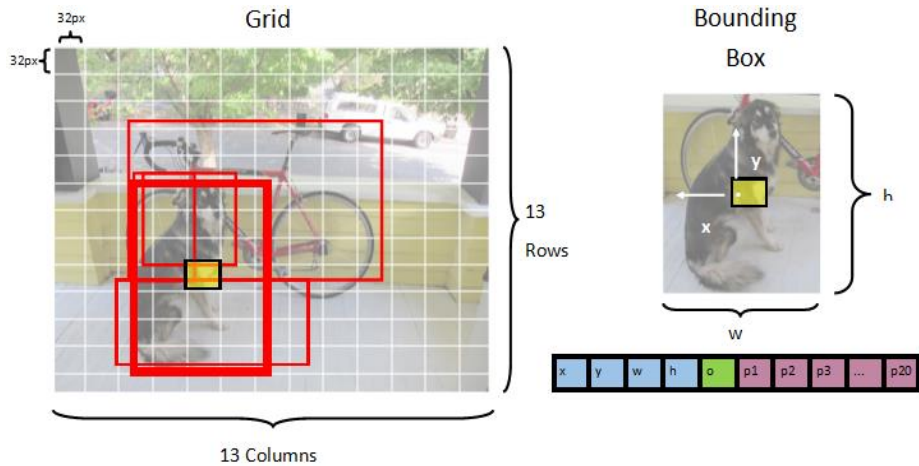 Grid
32px
32px
13
Rows
13 Columns
Bounding
Box
y
x
h
w
x y w h o p1 p2 p3 ... p20